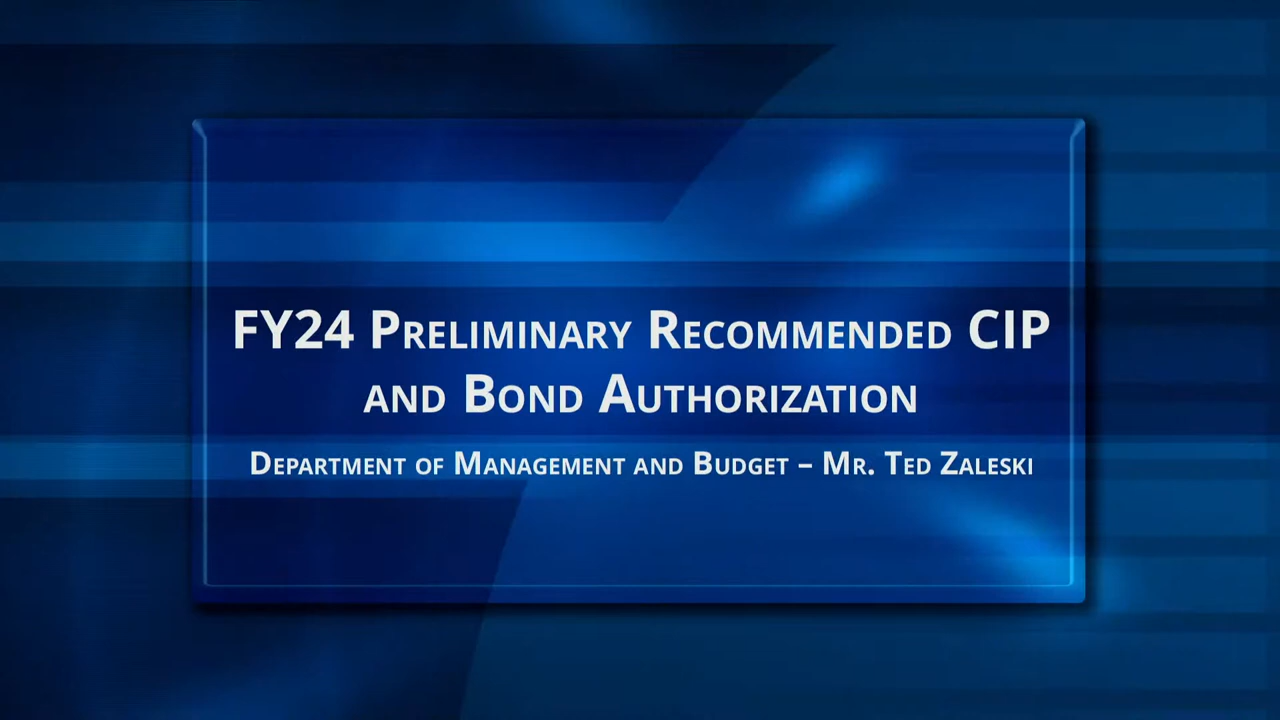 FY24 Preliminary Recommended CIP
and Bond Authorization
Department of Management and Budget – Mr. Ted Zaleski